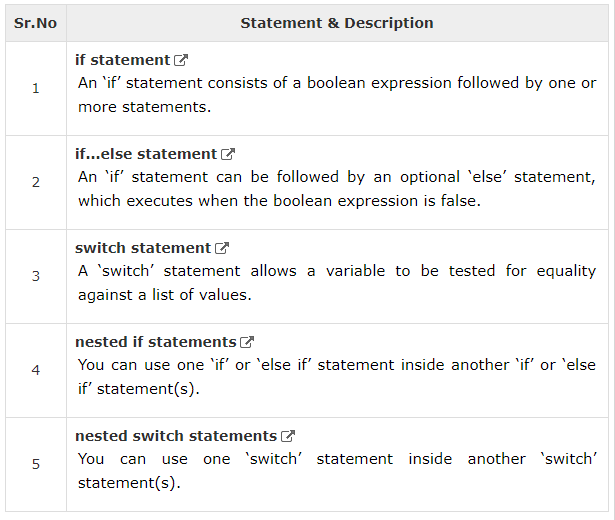 Sr.No Statement & Description
if statement
An ‘if’ statement consists of a boolean expression followed by one or
1
more statements.
if...else statement
An ‘if’ statement can be followed by an optional ‘else’ statement,
2
which executes when the boolean expression is false.
switch statement
A ‘switch’ statement allows a variable to be tested for equality
3
against a list of values.
nested if statements
You can use one ‘if’ or ‘else if’ statement inside another ‘if’ or ‘else
4
if’ statement(s).
nested switch statements
You can use one ‘switch’ statement inside another ‘switch’
5
statement(s).